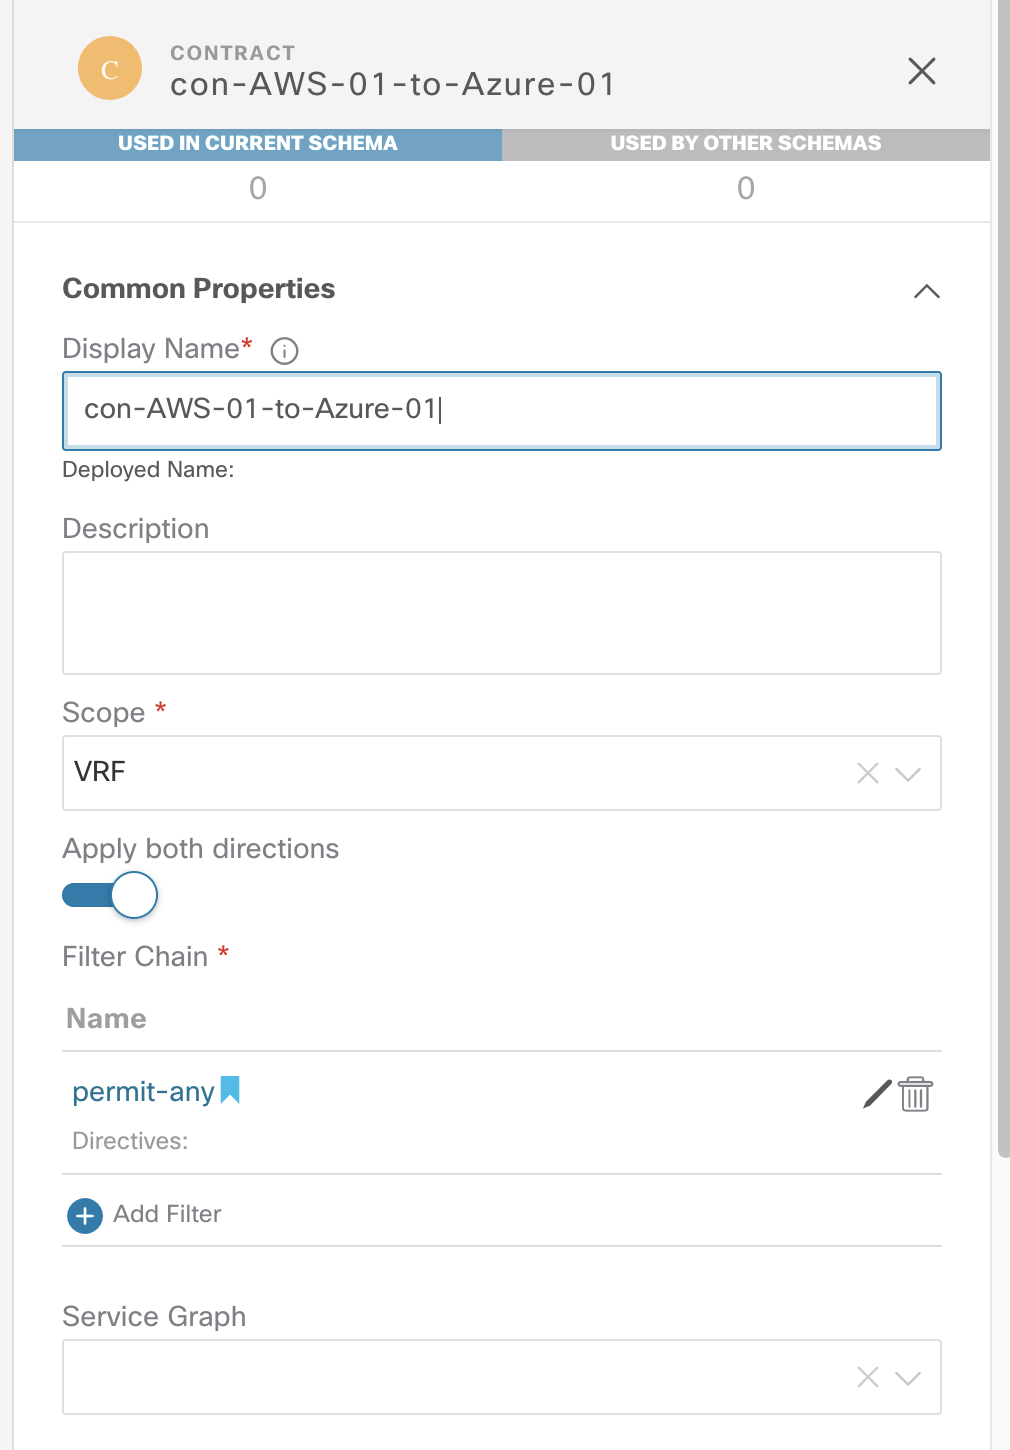 C
CONTRACT
con-AWS-01-to-Azure-01
USED IN CURRENT SCHEMA
USED BY OTHER SCHEMAS
0
0
Common Properties
Display Name*
con-AWS-01-to-Azure-01
Deployed Name:
Description
Scope *
VRF
Apply both directions
Filter Chain *
Name
permit-any
Directives:
Add Filter
Service Graph